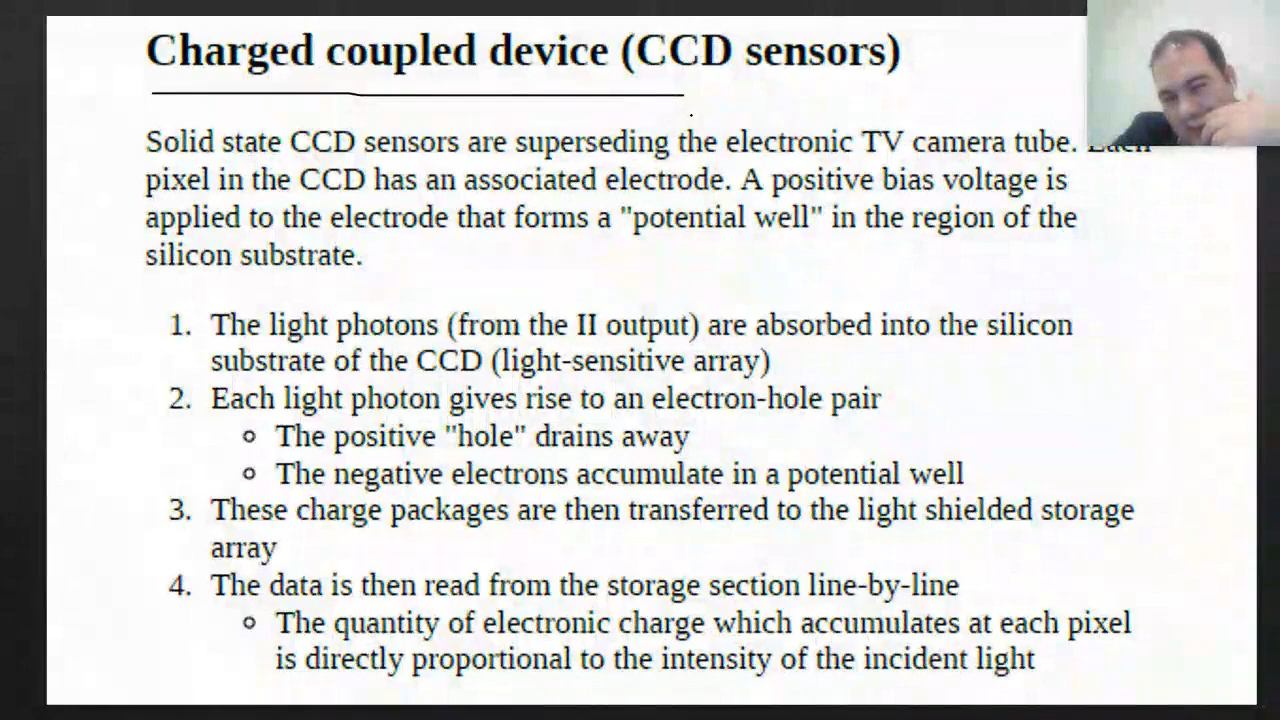 Charged coupled device (CCD sensors)
Solid state CCD sensors are superseding the electronic TV camera tube. Each
pixel in the CCD has an associated electrode. A positive bias voltage is
applied to the electrode that forms a "potential well" in the region of the
silicon substrate.
1. The light photons (from the II output) are absorbed into the silicon
substrate of the CCD (light-sensitive array)
2. Each light photon gives rise to an electron-hole pair
○ The positive "hole" drains away
○ The negative electrons accumulate in a potential well
3. These charge packages are then transferred to the light shielded storage
array
4. The data is then read from the storage section line-by-line
○ The quantity of electronic charge which accumulates at each pixel
is directly proportional to the intensity of the incident light